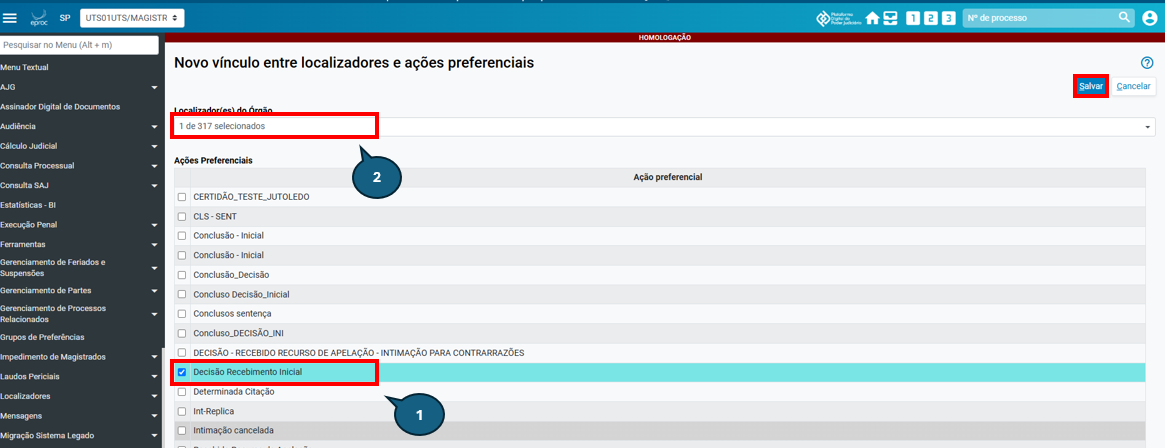 eproc
SP
UTS01UTS/MAGISTR
Plataforma
Digital do
Poder Judiciário
1 2 3
Nº de processo
HOMOLOGAÇÃO
Pesquisar no Menu (Alt + m)
Menu Textual
AJG
Assinador Digital de Documentos
Audiência
Cálculo Judicial
Consulta Processual
Consulta SAJ
Estatísticas - BI
Execução Penal
Ferramentas
Gerenciamento de Feriados e
Suspensões
Gerenciamento de Partes
Gerenciamento de Processos
Relacionados
Grupos de Preferências
Impedimento de Magistrados
Laudos Periciais
Localizadores
Mensagens
Migração Sistema Legado
Novo vínculo entre localizadores e ações preferenciais
Salvar
Cancelar
Localizador(es) do Órgão
1 de 317 selecionados
2
Ações Preferenciais
Ação preferencial
CERTIDÃO_TESTE_JUTOLEDO
CLS - SENT
Conclusão - Inicial
Conclusão - Inicial
Conclusão_Decisão
Concluso Decisão_Inicial
Conclusos sentença
Concluso_DECISÃO_INI
DECISÃO - RECEBIDO RECURSO DE APELAÇÃO - INTIMAÇÃO PARA CONTRARRAZÕES
Decisão Recebimento Inicial
Determinada Citação
1
Int-Replica
Intimação cancelada